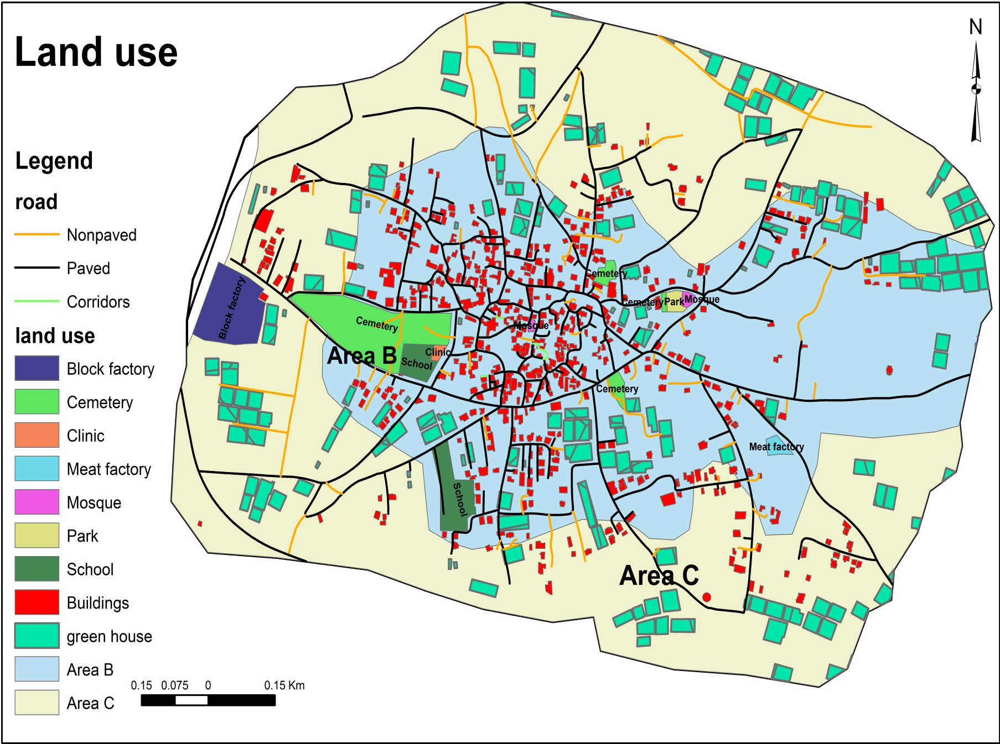 Land use
N
Legend
road
Nonpaved
Paved
Corridors
land use
Block factory
Cemetery
Clinic
Meat factory
Mosque
Park
School
Buildings
green house
Area B
Area C
0.15 0.075 0 0.15 Km
Block factory
Cemetery
Area B
School
Clinic
Mosque
Cemetery
Cemetery
Park
Mosque
Cemetery
Meat factory
School
Area C